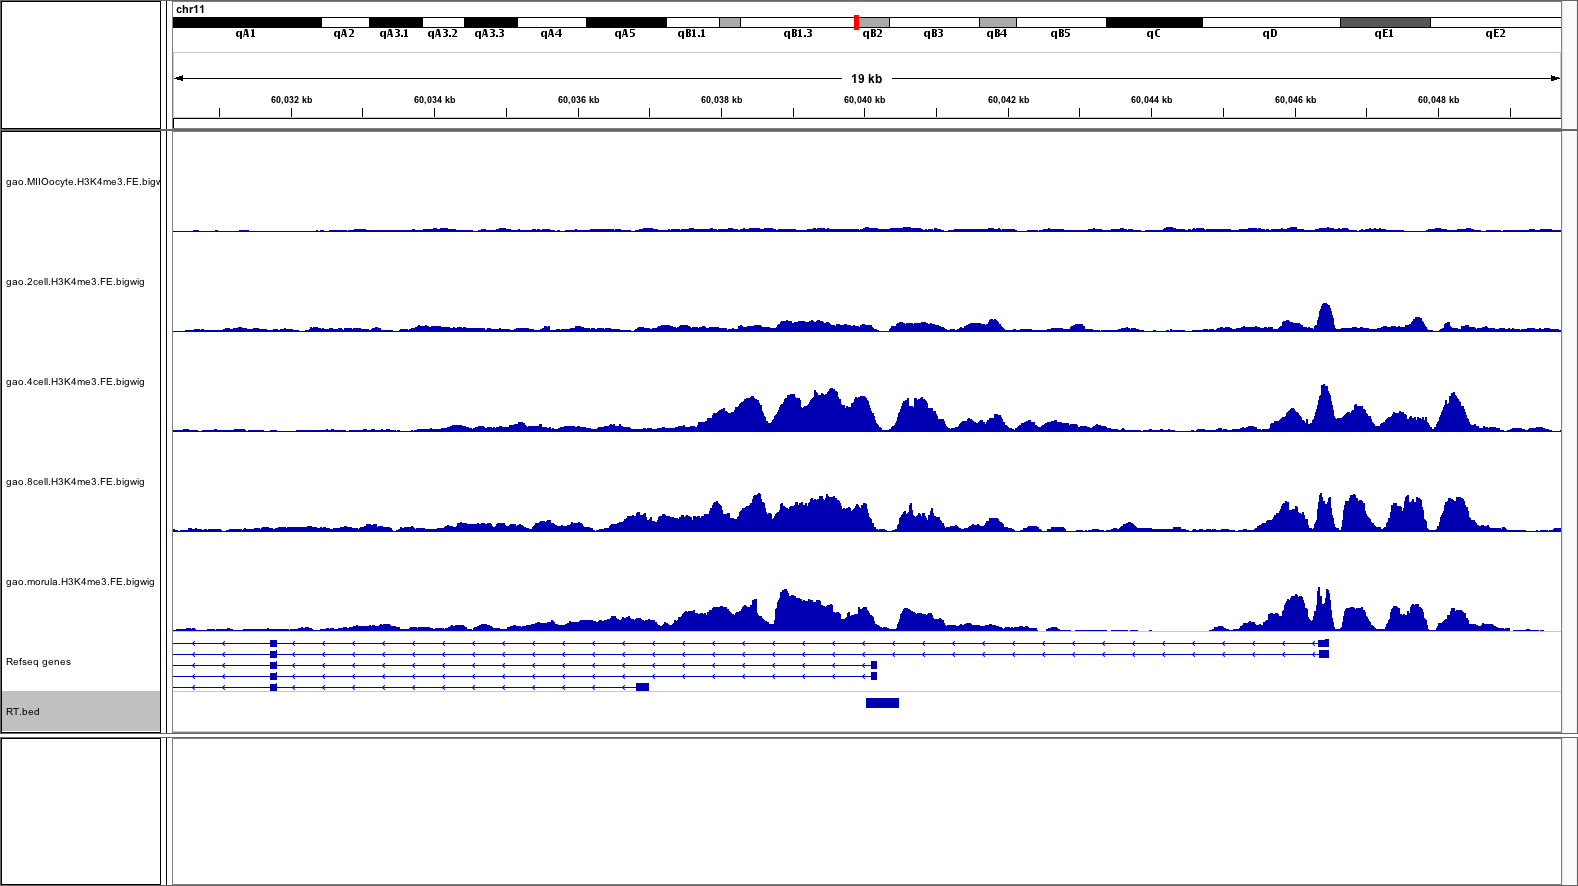 chr11
qA1 qA2 qA3.1 qA3.2 qA3.3 qA4 qA5 qB1.1 qB1.3 qB2 qB3 qB4 qB5 qC qD qE1 qE2
19 kb
60,032 kb 60,034 kb 60,036 kb 60,038 kb 60,040 kb 60,042 kb 60,044 kb 60,046 kb 60,048 kb
gao.MIIOocyte.H3K4me3.FE.bigw
gao.2cell.H3K4me3.FE.bigwig
gao.4cell.H3K4me3.FE.bigwig
gao.8cell.H3K4me3.FE.bigwig
gao.morula.H3K4me3.FE.bigwig
Refseq genes
RT.bed